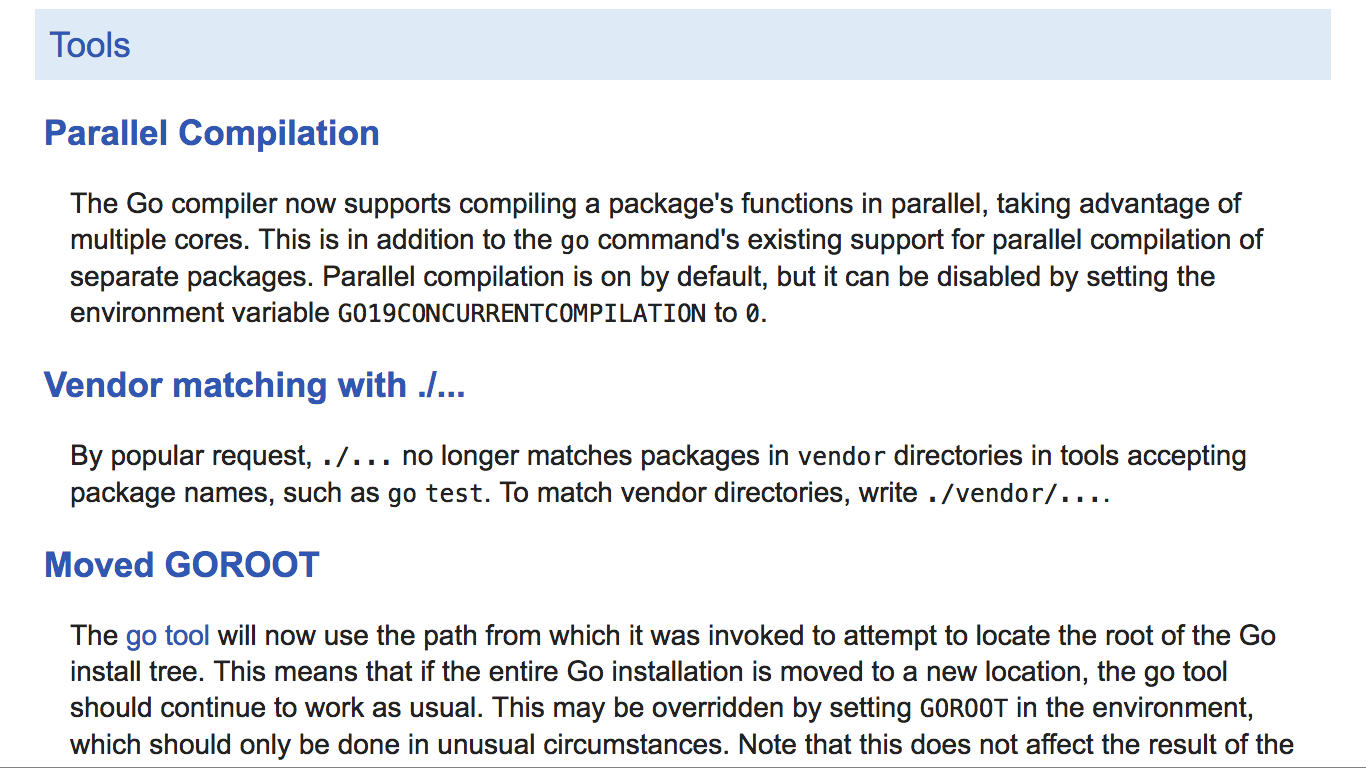 Tools
Parallel Compilation
The Go compiler now supports compiling a package's functions in parallel, taking advantage of
multiple cores. This is in addition to the go command's existing support for parallel compilation of
separate packages. Parallel compilation is on by default, but it can be disabled by setting the
environment variable GO19CONCURRENTCOMPILATION to 0.
Vendor matching with ./...
By popular request, ./... no longer matches packages in vendor directories in tools accepting
package names, such as go test. To match vendor directories, write ./vendor/....
Moved GOROOT
The go tool will now use the path from which it was invoked to attempt to locate the root of the Go
install tree. This means that if the entire Go installation is moved to a new location, the go tool
should continue to work as usual. This may be overridden by setting GOROOT in the environment,
which should only be done in unusual circumstances. Note that this does not affect the result of the